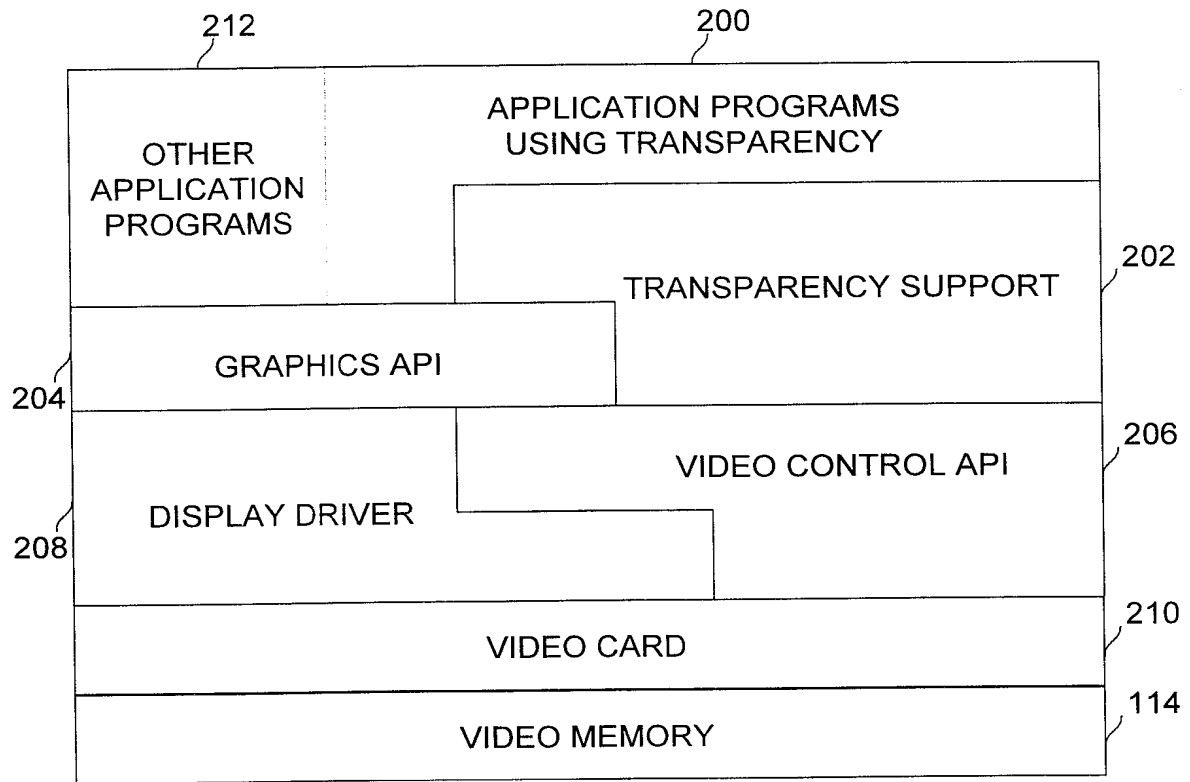 212
200
APPLICATION PROGRAMS
USING TRANSPARENCY
OTHER
APPLICATION
PROGRAMS
202
TRANSPARENCY SUPPORT
GRAPHICS API
204
206
VIDEO CONTROL API
DISPLAY DRIVER
208
210
VIDEO CARD
114
VIDEO MEMORY